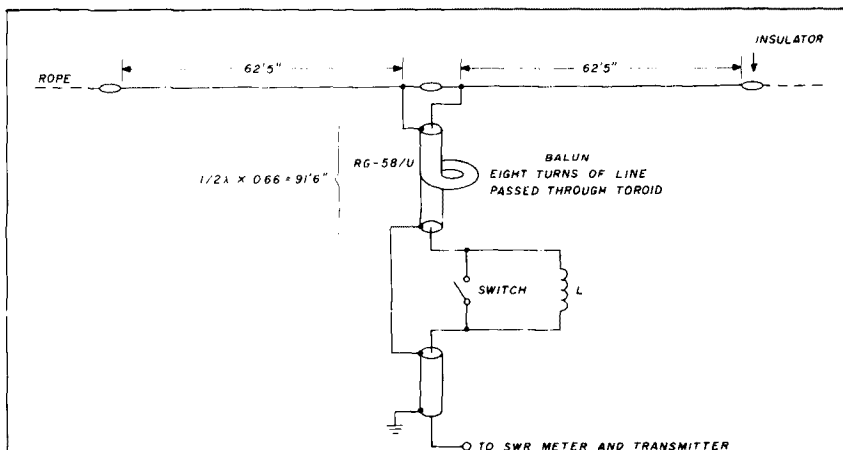 INSULATOR
ROPE
62'5"
62'5"
RG-58/U
1/2 λ × 0.66 = 91'6"
BALUN
EIGHT TURNS OF LINE
PASSED THROUGH TOROID
SWITCH
L
TO SWR METER AND TRANSMITTER